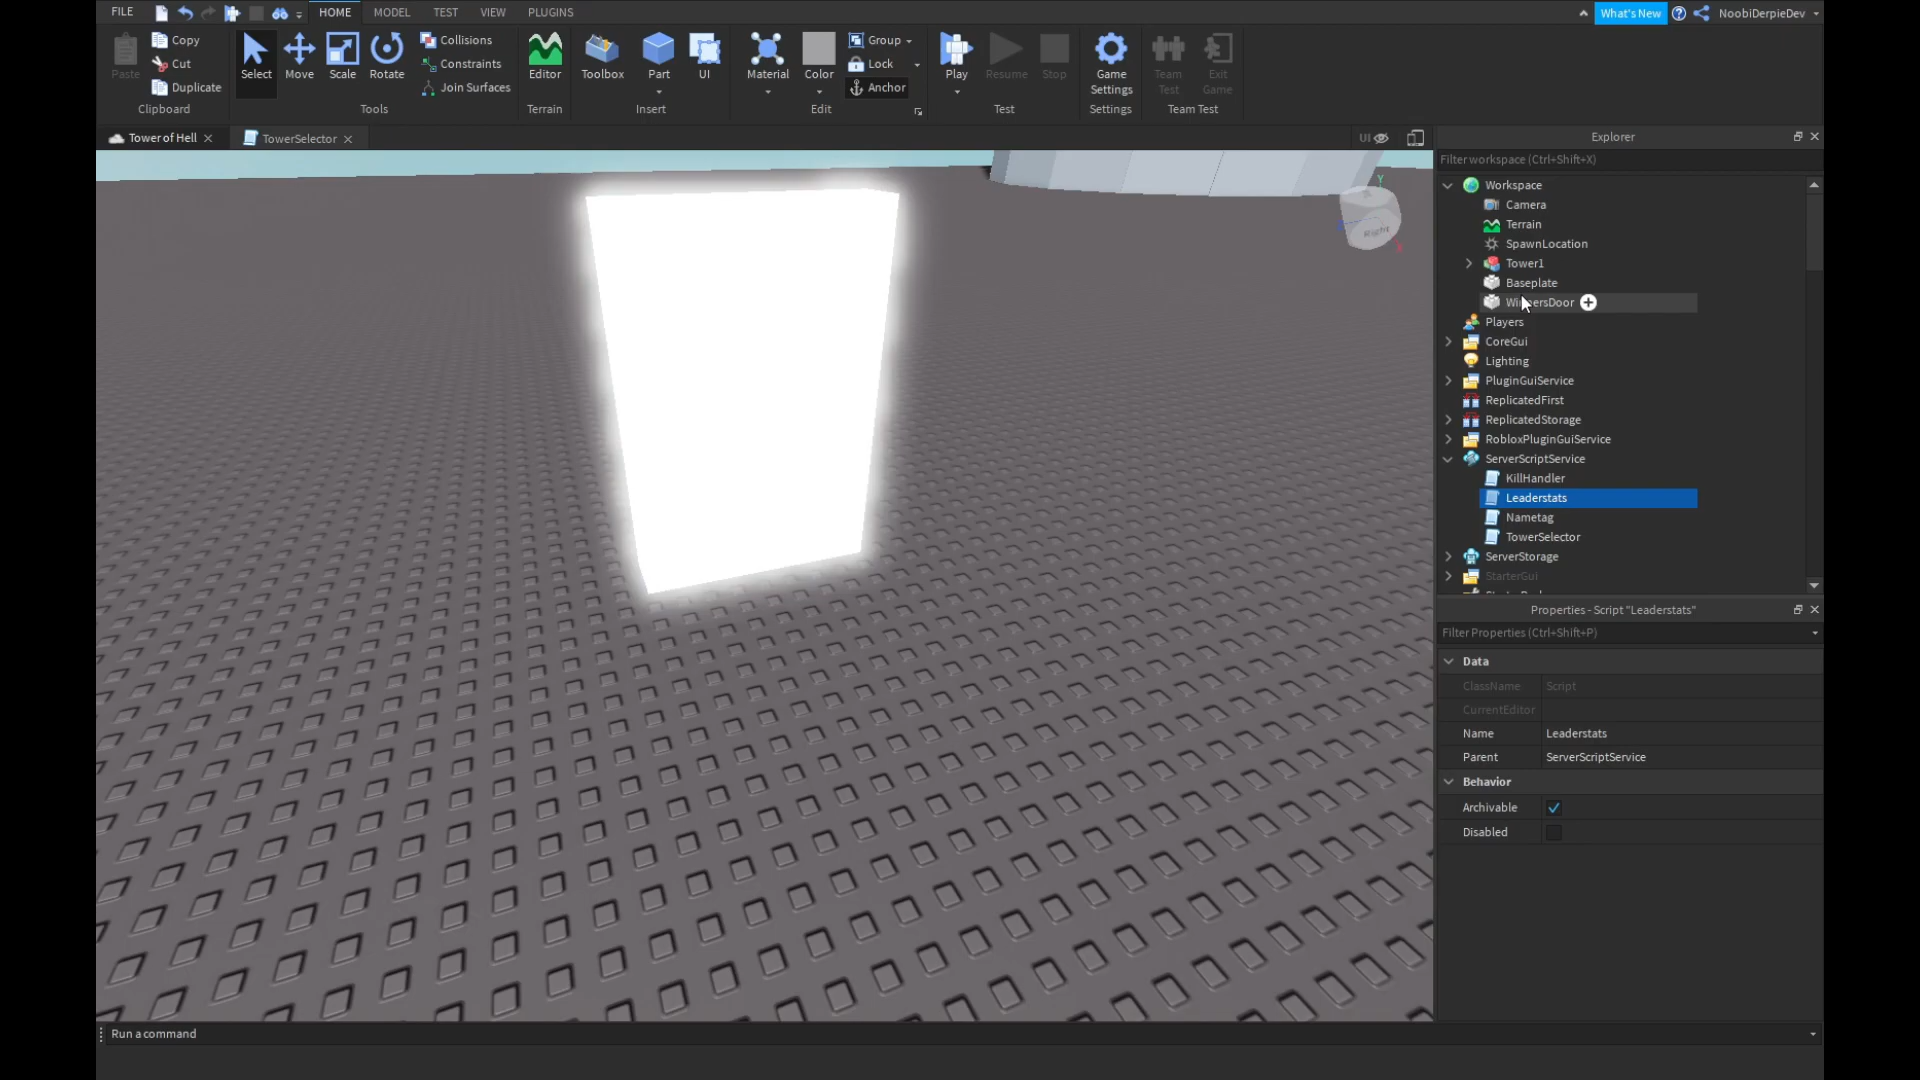 FILE
HOME
MODEL
TEST
VIEW
PLUGINS
What's New
NoobiDerpieDev
Paste
Copy
Cut
Duplicate
Clipboard
Select
Move
Scale
Rotate
Collisions
Constraints
Join Surfaces
Tools
Editor
Terrain
Toolbox
Part
UI
Insert
Material
Color
Group
Lock
Anchor
Edit
Play
Resume
Stop
Test
Game
Settings
Settings
Team
Test
Exit
Game
Team Test
Tower of Hell
TowerSelector
UI
Right
Y
Explorer
Filter workspace (Ctrl+Shift+X)
Workspace
Camera
Terrain
SpawnLocation
Tower1
Baseplate
Players
CoreGui
Lighting
PluginGuiService
ReplicatedFirst
ReplicatedStorage
RobloxPluginGuiService
ServerScriptService
KillHandler
Leaderstats
Nametag
TowerSelector
ServerStorage
StarterGui
Properties - Script "Leaderstats"
Filter Properties (Ctrl+Shift+P)
Data
ClassName Script
CurrentEditor
Name Leaderstats
Parent ServerScriptService
Behavior
Archivable
Disabled
Run a command